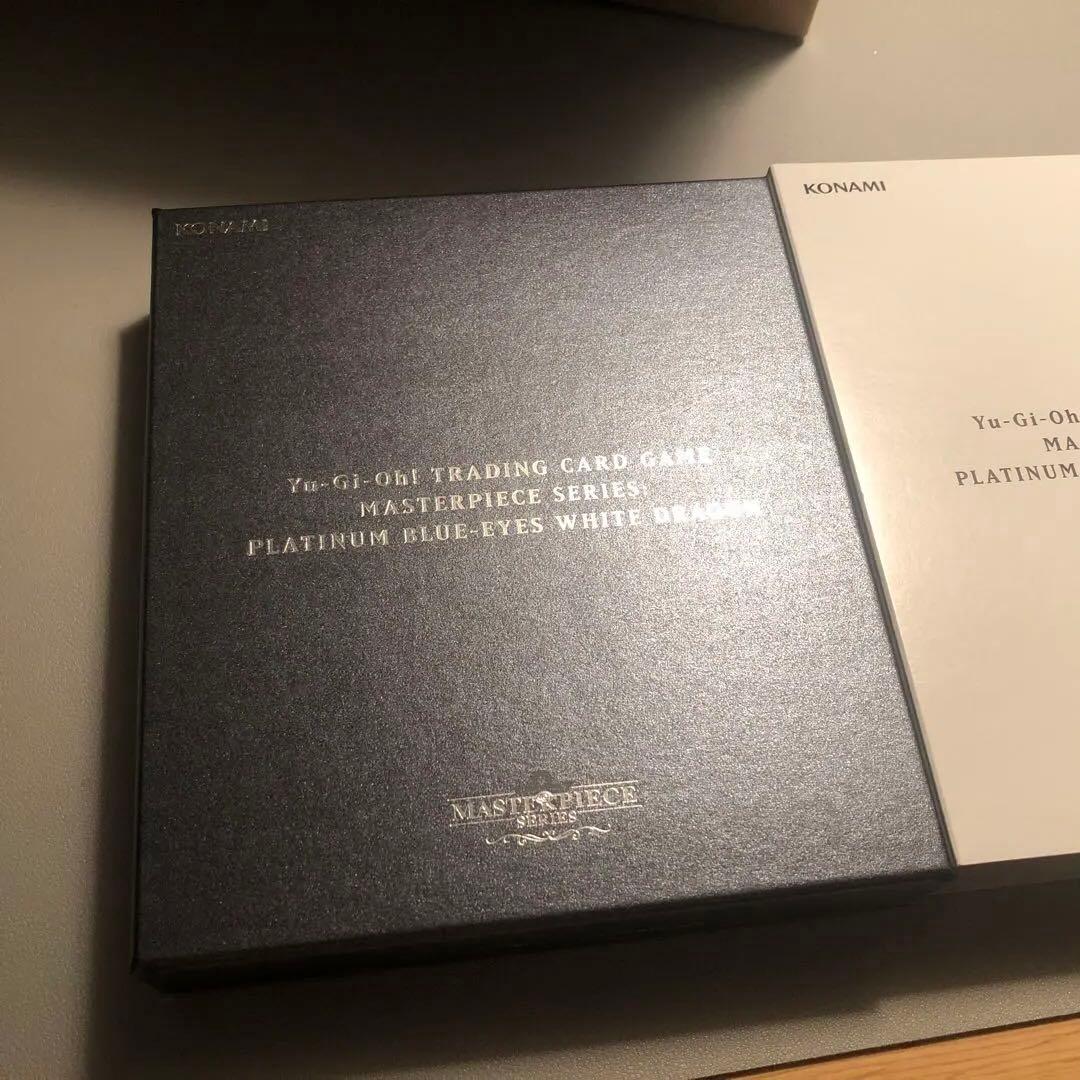 KONAMI
Yu-Gi-Oh! TRADING CARD GAME
MASTERPIECE SERIES:
PLATINUM BLUE-EYES WHITE DRAGON
MASTERPIECE
SERIES
KONAMI
Yu-Gi-Oh
MA
PLATINUM